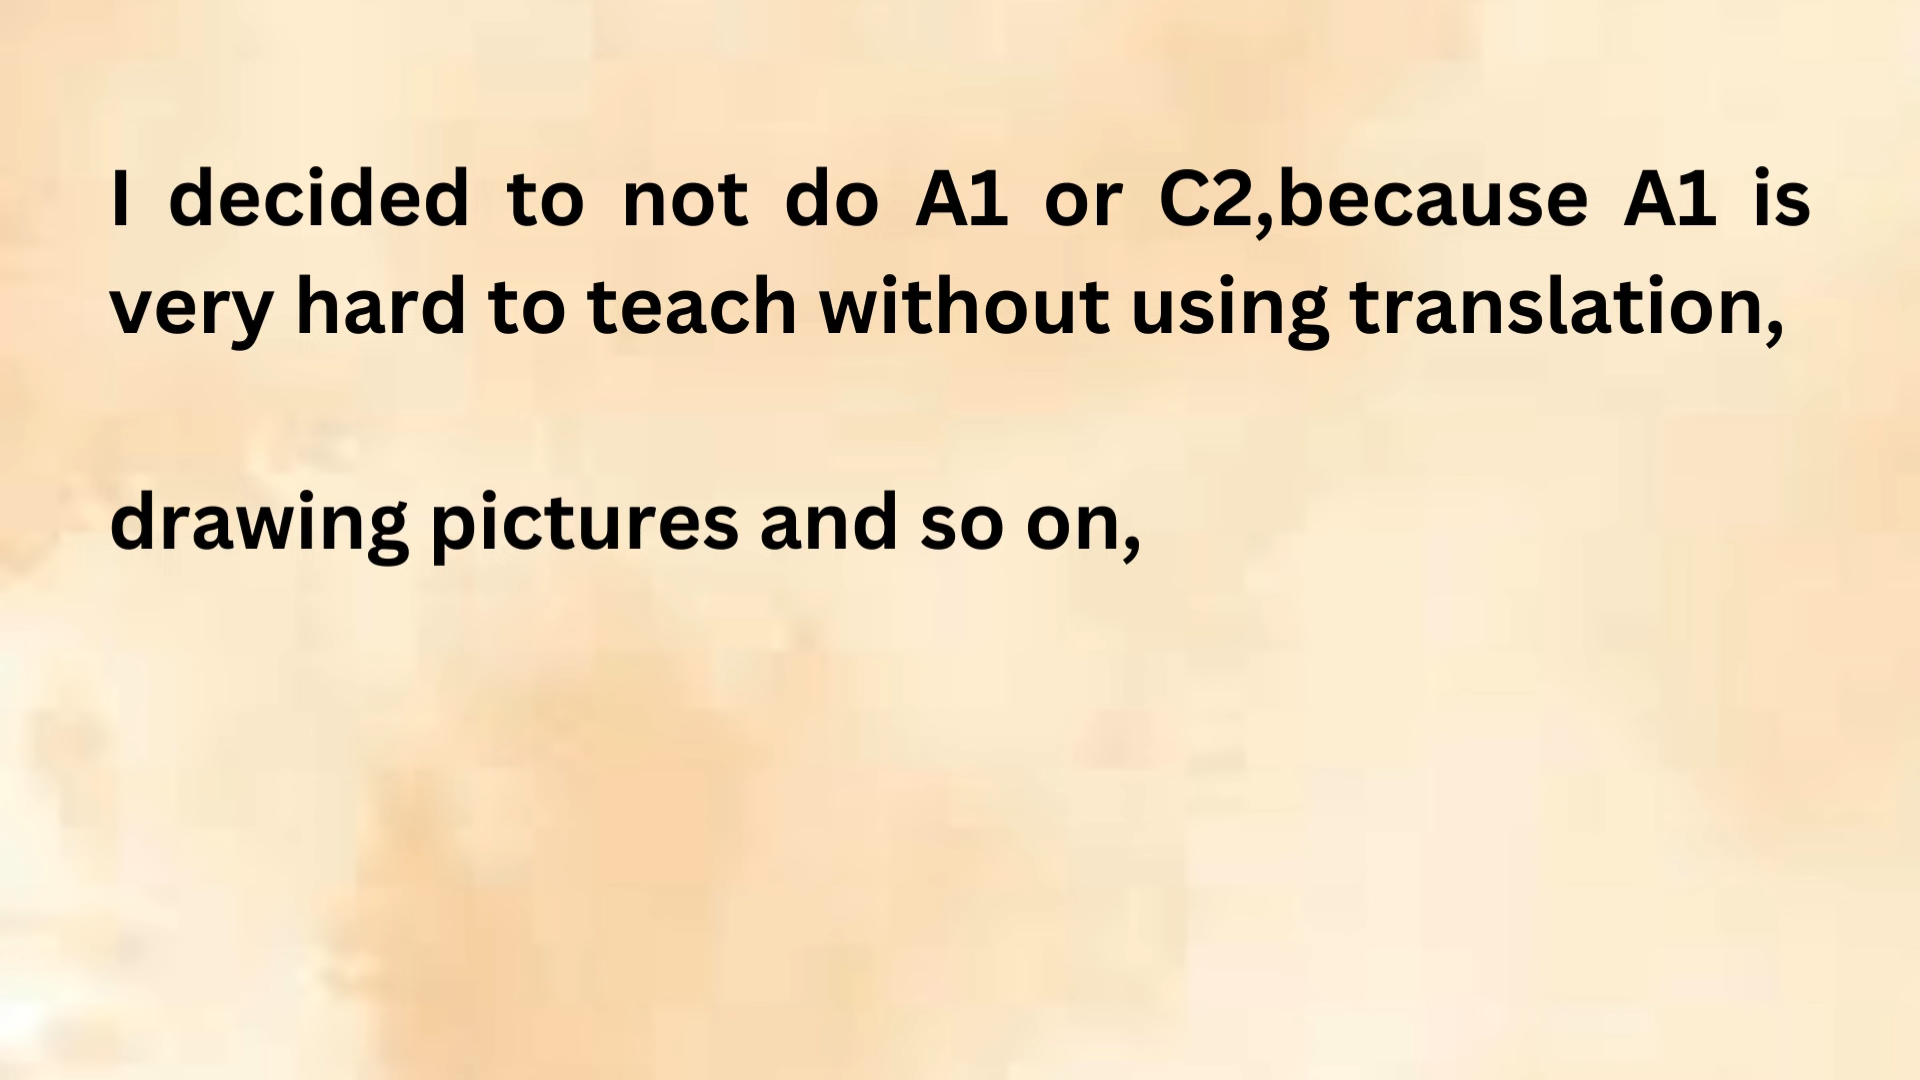 I decided to not do A1 or C2,because A1 is
very hard to teach without using translation,
drawing pictures and so on,